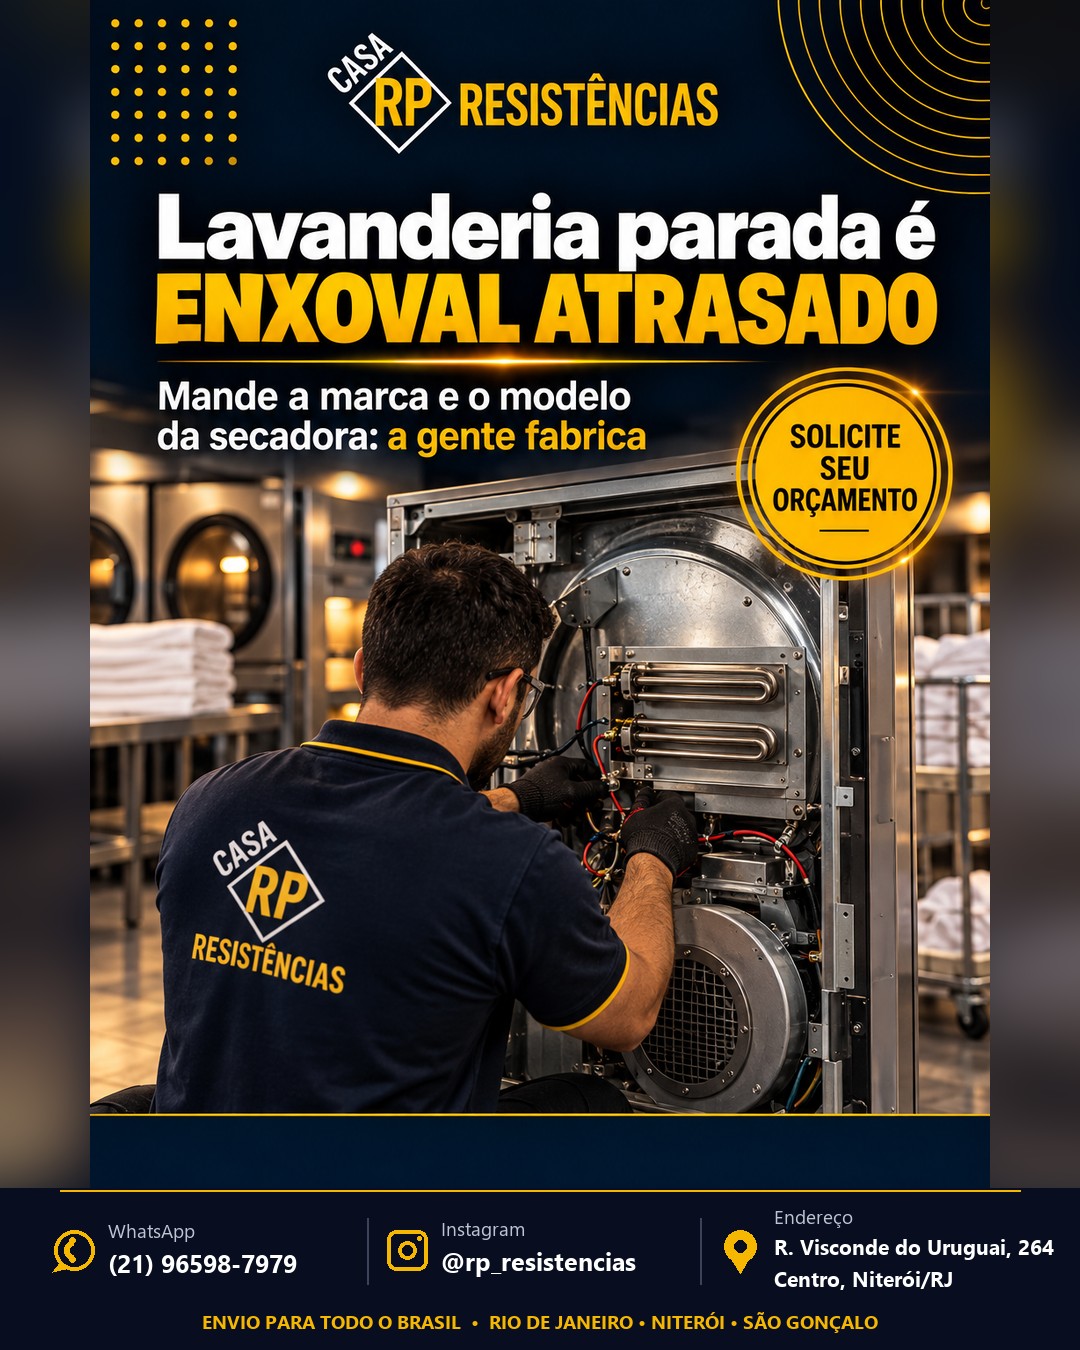 CASA
RP RESISTÊNCIAS
Lavanderia parada é
ENXOVAL ATRASADO
Mande a marca e o modelo
da secadora: a gente fabrica
SOLICITE
SEU
ORÇAMENTO
CASA
RP
RESISTÊNCIAS
WhatsApp
(21) 96598-7979
Instagram
@rp_resistencias
Endereço
R. Visconde do Uruguai, 264
Centro, Niterói/RJ
ENVIO PARA TODO O BRASIL • RIO DE JANEIRO • NITERÓI • SÃO GONÇALO